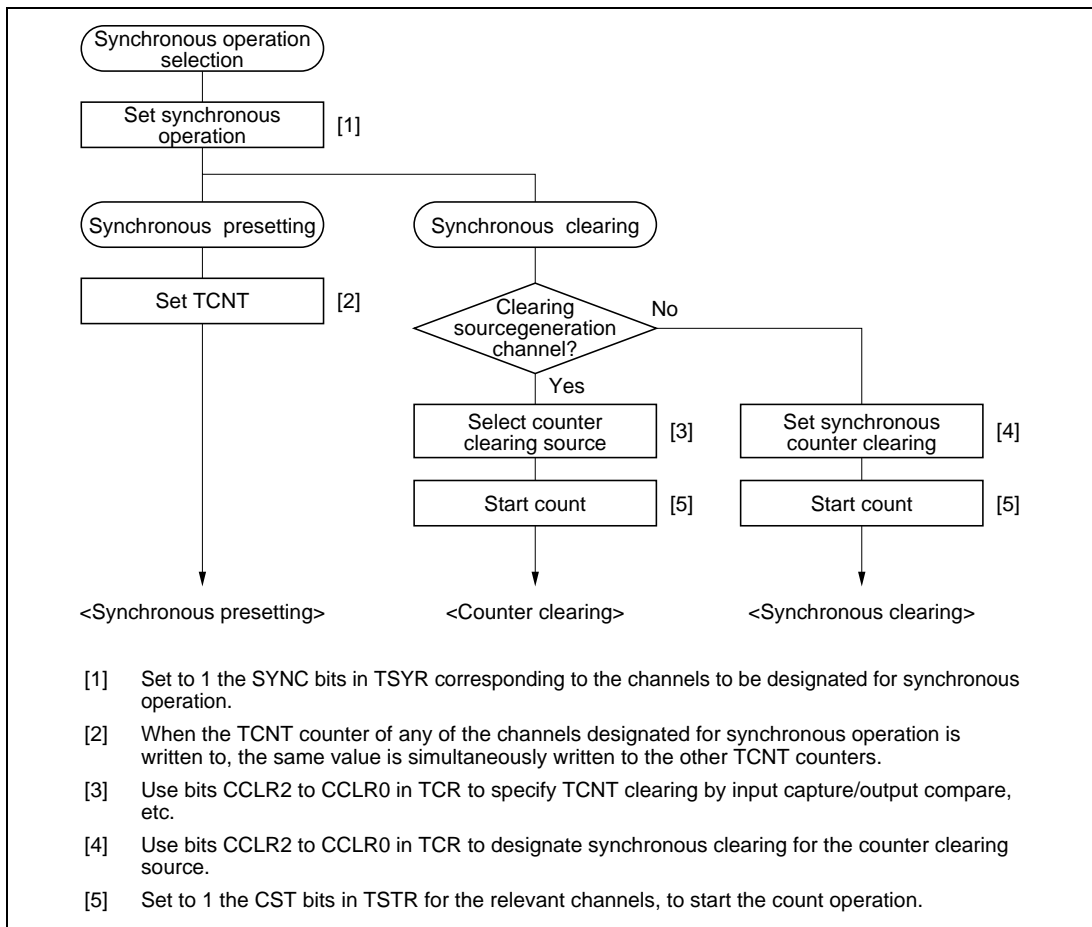 Synchronous operation
selection
Set synchronous
operation
[1]
Synchronous presetting
Synchronous clearing
Set TCNT
[2]
Clearing
sourcegeneration
channel?
No
Yes
Select counter
clearing source
[3]
Set synchronous
counter clearing
[4]
Start count
[5]
Start count
[5]
<Synchronous presetting>
<Counter clearing>
<Synchronous clearing>
[1] Set to 1 the SYNC bits in TSYR corresponding to the channels to be designated for synchronous
operation.
[2] When the TCNT counter of any of the channels designated for synchronous operation is
written to, the same value is simultaneously written to the other TCNT counters.
[3] Use bits CCLR2 to CCLR0 in TCR to specify TCNT clearing by input capture/output compare,
etc.
[4] Use bits CCLR2 to CCLR0 in TCR to designate synchronous clearing for the counter clearing
source.
[5] Set to 1 the CST bits in TSTR for the relevant channels, to start the count operation.